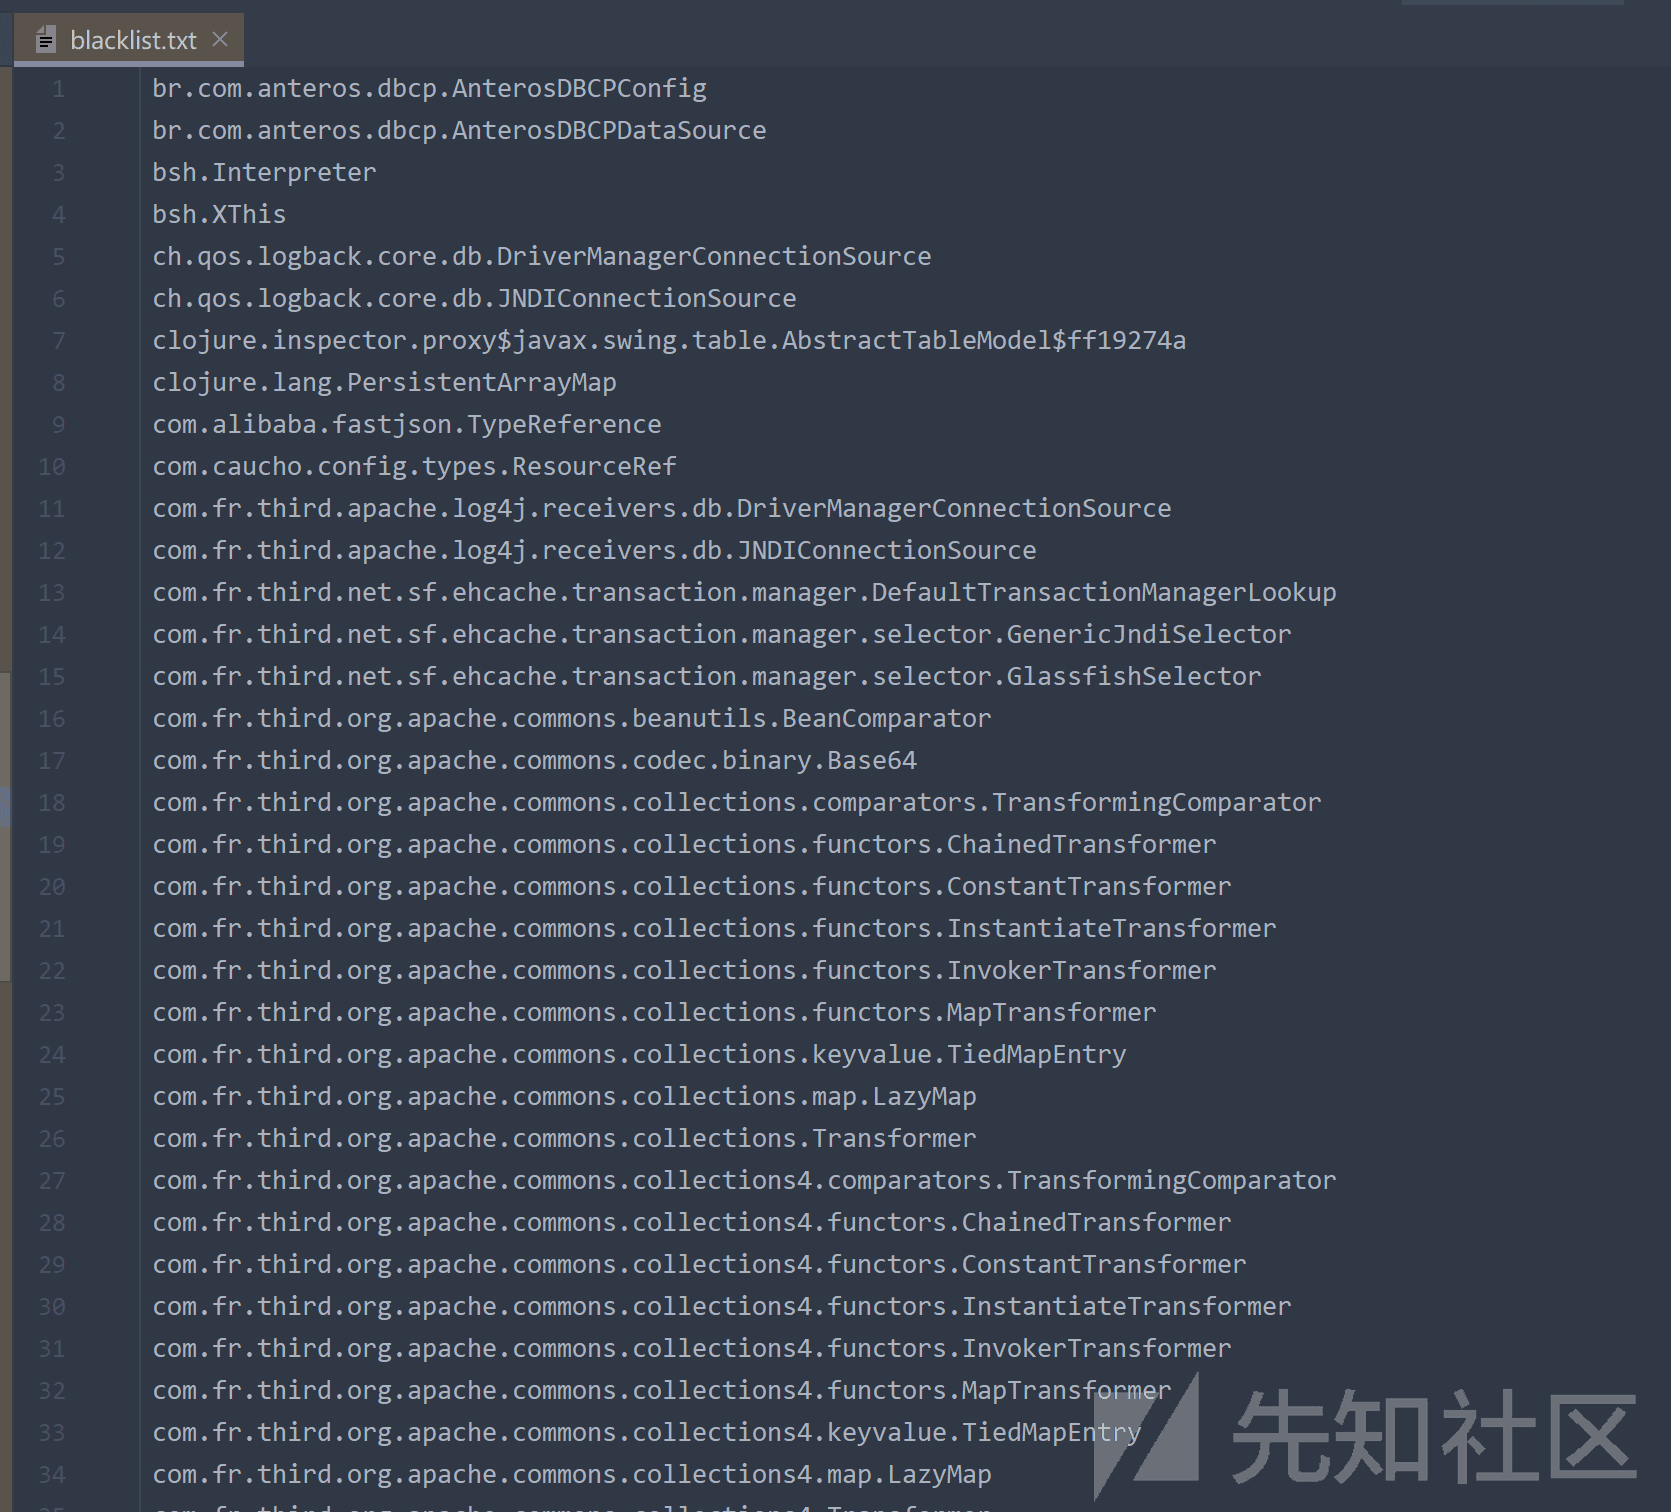 blacklist.txt
1 br.com.anteros.dbcp.AnterosDBCPConfig
2 br.com.anteros.dbcp.AnterosDBCPDataSource
3 bsh.Interpreter
4 bsh.XThis
5 ch.qos.logback.core.db.DriverManagerConnectionSource
6 ch.qos.logback.core.db.JNDIConnectionSource
7 clojure.inspector.proxy$javax.swing.table.AbstractTableModel$ff19274a
8 clojure.lang.PersistentArrayMap
9 com.alibaba.fastjson.TypeReference
10 com.caucho.config.types.ResourceRef
11 com.fr.third.apache.log4j.receivers.db.DriverManagerConnectionSource
12 com.fr.third.apache.log4j.receivers.db.JNDIConnectionSource
13 com.fr.third.net.sf.ehcache.transaction.manager.DefaultTransactionManagerLookup
14 com.fr.third.net.sf.ehcache.transaction.manager.selector.GenericJndiSelector
15 com.fr.third.net.sf.ehcache.transaction.manager.selector.GlassfishSelector
16 com.fr.third.org.apache.commons.beanutils.BeanComparator
17 com.fr.third.org.apache.commons.codec.binary.Base64
18 com.fr.third.org.apache.commons.collections.comparators.TransformingComparator
19 com.fr.third.org.apache.commons.collections.functors.ChainedTransformer
20 com.fr.third.org.apache.commons.collections.functors.ConstantTransformer
21 com.fr.third.org.apache.commons.collections.functors.InstantiateTransformer
22 com.fr.third.org.apache.commons.collections.functors.InvokerTransformer
23 com.fr.third.org.apache.commons.collections.functors.MapTransformer
24 com.fr.third.org.apache.commons.collections.keyvalue.TiedMapEntry
25 com.fr.third.org.apache.commons.collections.map.LazyMap
26 com.fr.third.org.apache.commons.collections.Transformer
27 com.fr.third.org.apache.commons.collections4.comparators.TransformingComparator
28 com.fr.third.org.apache.commons.collections4.functors.ChainedTransformer
29 com.fr.third.org.apache.commons.collections4.functors.ConstantTransformer
30 com.fr.third.org.apache.commons.collections4.functors.InstantiateTransformer
31 com.fr.third.org.apache.commons.collections4.functors.InvokerTransformer
32 com.fr.third.org.apache.commons.collections4.functors.MapTransformer
33 com.fr.third.org.apache.commons.collections4.keyvalue.TiedMapEntry
34 com.fr.third.org.apache.commons.collections4.map.LazyMap
先知社区